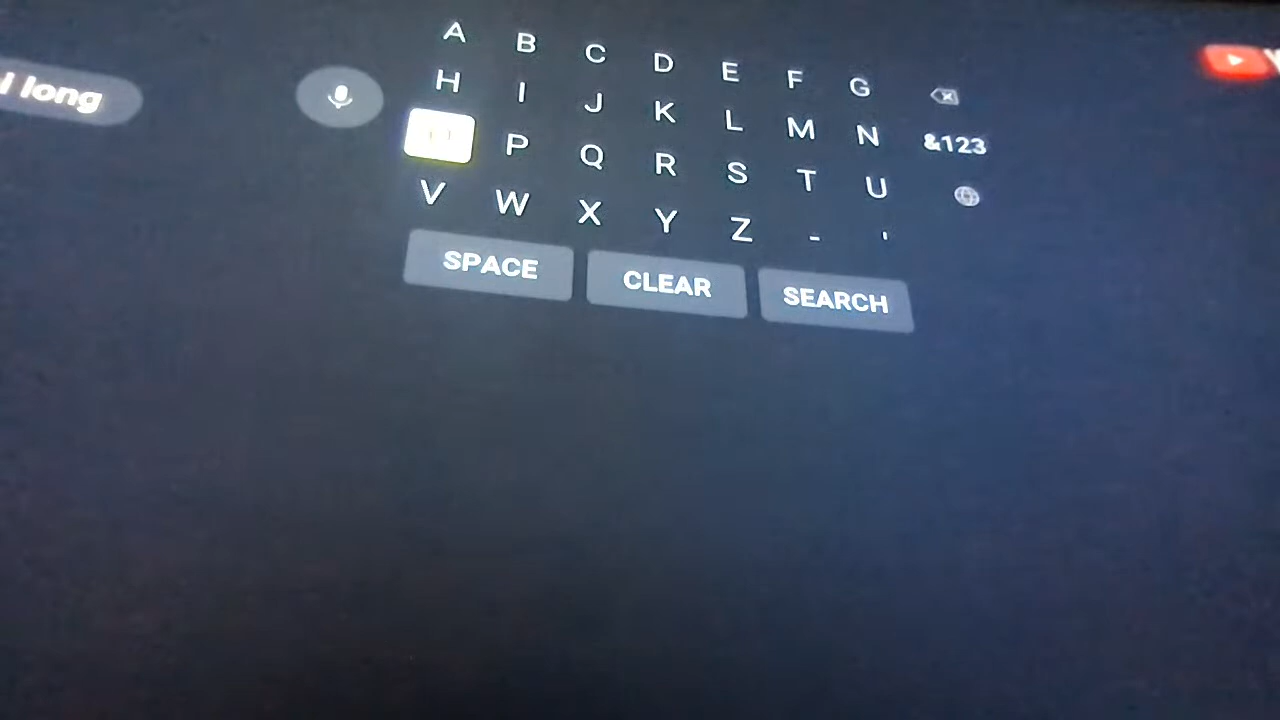 l long
A B C D E F G
H I J K L M N &123
P Q R S T U
V W X Y Z - '
SPACE CLEAR SEARCH